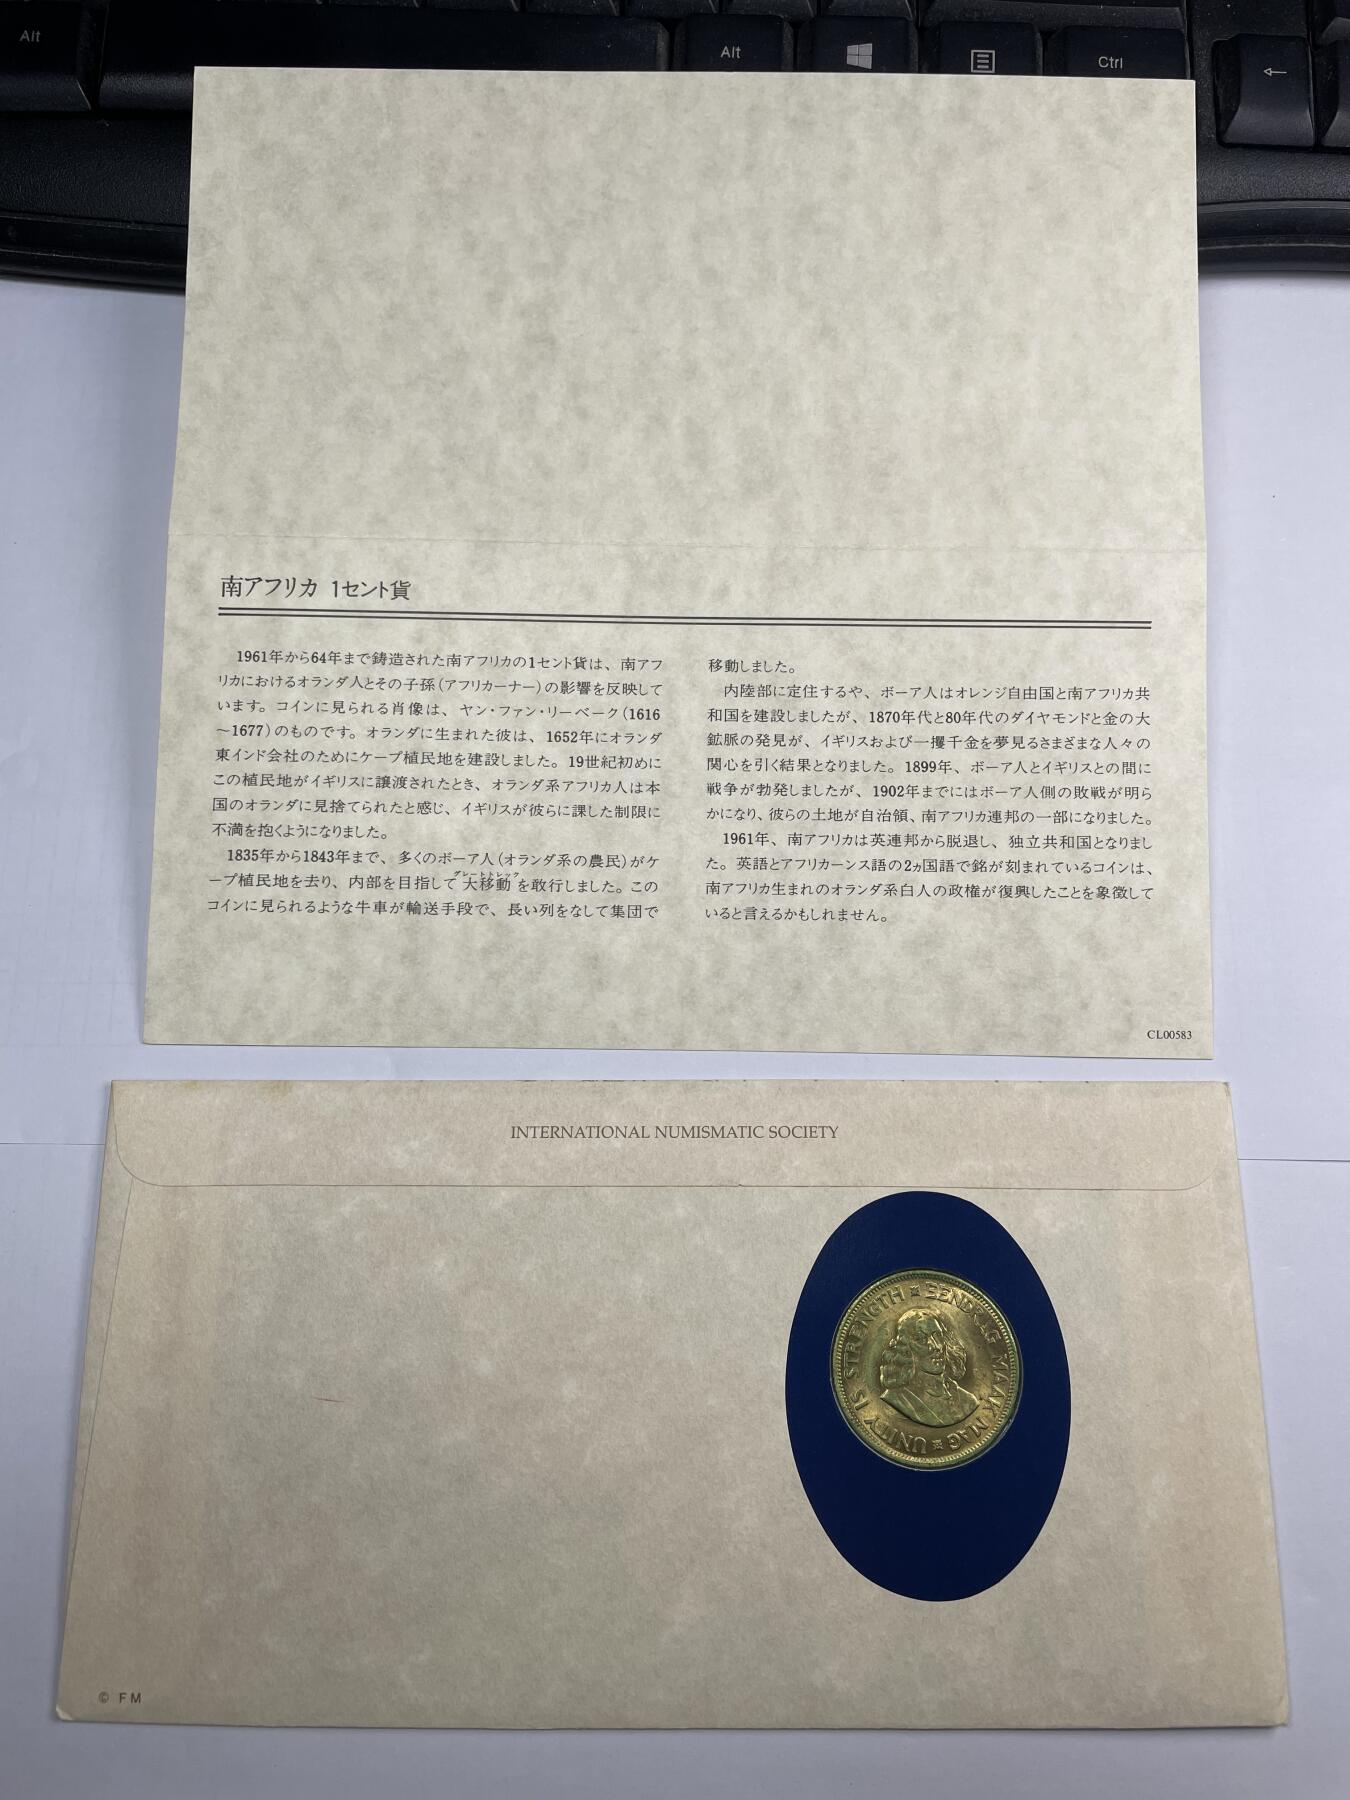 Alt
Alt
Ctrl
←
南アフリカ 1セント貨
1961年から64年まで鋳造された南アフリカの1セント貨は、南アフ
リカにおけるオランダ人とその子孫(アフリカーナー)の影響を反映して
います。コインに見られる肖像は、ヤン・ファン・リーベーク(1616
〜1677)のものです。オランダに生まれた彼は、1652年にオランダ
東インド会社のためにケープ植民地を建設しました。19世紀初めに
この植民地がイギリスに譲渡されたとき、オランダ系アフリカ人は本
国のオランダに見捨てられたと感じ、イギリスが彼らに課した制限に
不満を抱くようになりました。
1835年から1843年まで、多くのボーア人(オランダ系の農民)がケ
グレートトレック
ープ植民地を去り、内部を目指して大移動を敢行しました。この
コインに見られるような牛車が輸送手段で、長い列をなして集団で
移動しました。
内陸部に定住するや、ボーア人はオレンジ自由国と南アフリカ共
和国を建設しましたが、1870年代と80年代のダイヤモンドと金の大
鉱脈の発見が、イギリスおよび一攫千金を夢見るさまざまな人々の
関心を引く結果となりました。1899年、ボーア人とイギリスとの間に
戦争が勃発しましたが、1902年までにはボーア人側の敗戦が明ら
かになり、彼らの土地が自治領、南アフリカ連邦の一部になりました。
1961年、南アフリカは英連邦から脱退し、独立共和国となりまし
た。英語とアフリカーンス語の2ヵ国語で銘が刻まれているコインは、
南アフリカ生まれのオランダ系白人の政権が復興したことを象徴して
いると言えるかもしれません。
CL00583
INTERNATIONAL NUMISMATIC SOCIETY
UNITY IS STRENGTH
EENDRAG MAAK MAG
© FM